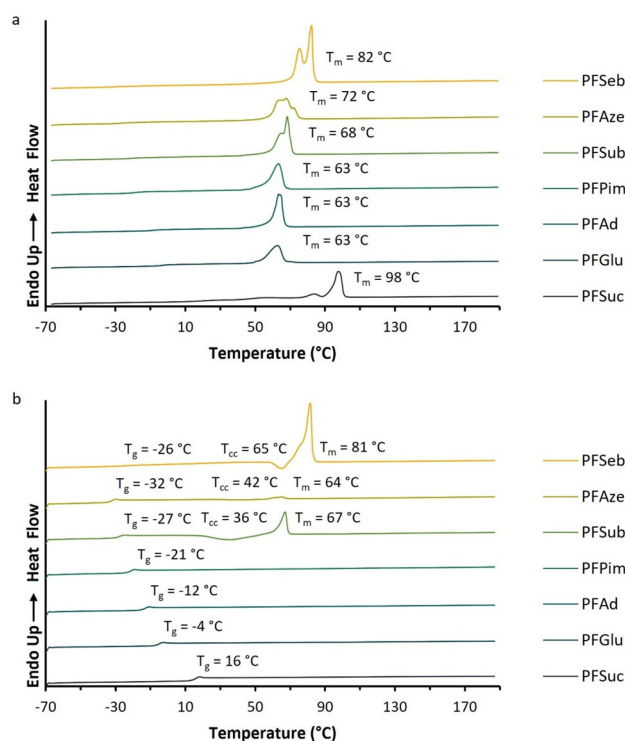 a
Tm = 82 °C
PFSeb
Tm = 72 °C
PFAze
Tm = 68 °C
PFSub
Tm = 63 °C
PFPim
Tm = 63 °C
PFAd
Tm = 63 °C
PFGlu
Tm = 98 °C
PFSuc
Endo Up → Heat Flow
-70 -30 10 50 90 130 170
Temperature (°C)
b
Tg = -26 °C Tcc = 65 °C Tm = 81 °C
PFSeb
Tg = -32 °C Tcc = 42 °C Tm = 64 °C
PFAze
Tg = -27 °C Tcc = 36 °C Tm = 67 °C
PFSub
Tg = -21 °C
PFPim
Tg = -12 °C
PFAd
Tg = -4 °C
PFGlu
Tg = 16 °C
PFSuc
Endo Up → Heat Flow
-70 -30 10 50 90 130 170
Temperature (°C)